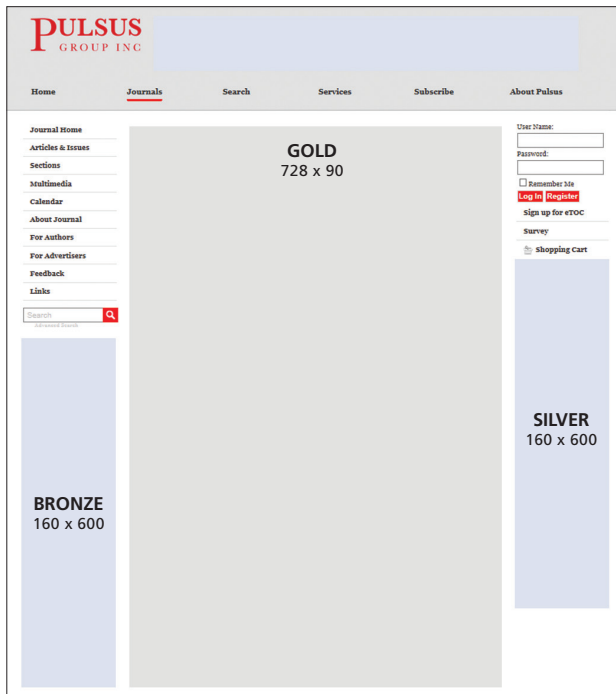 PULSUS
GROUP INC
Home Journals Search Services Subscribe About Pulsus
Journal Home
Articles & Issues
Sections
Multimedia
Calendar
About Journal
For Authors
For Advertisers
Feedback
Links
Search
Advanced Search
BRONZE
160 x 600
GOLD
728 x 90
User Name:
Password:
Remember Me
Log In Register
Sign up for eTOC
Survey
Shopping Cart
SILVER
160 x 600